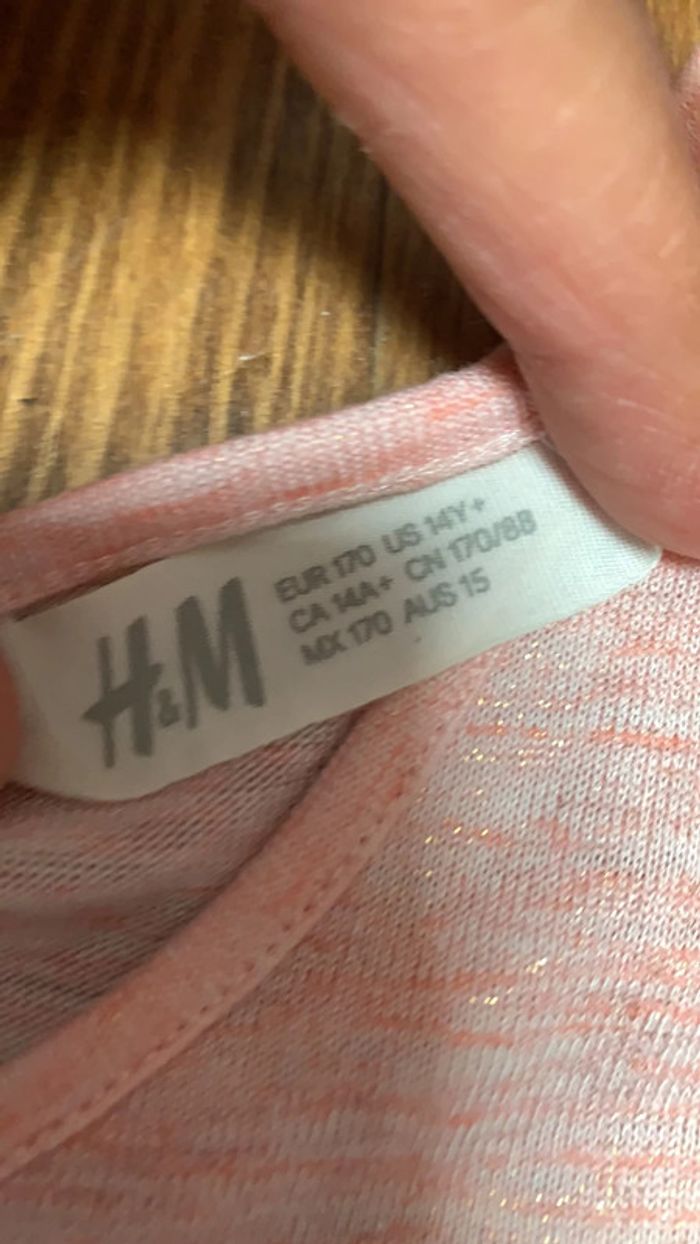 H&M
EUR 170 US 14Y+
CA 14A+ CN 170/88
MX 170 AUS 15